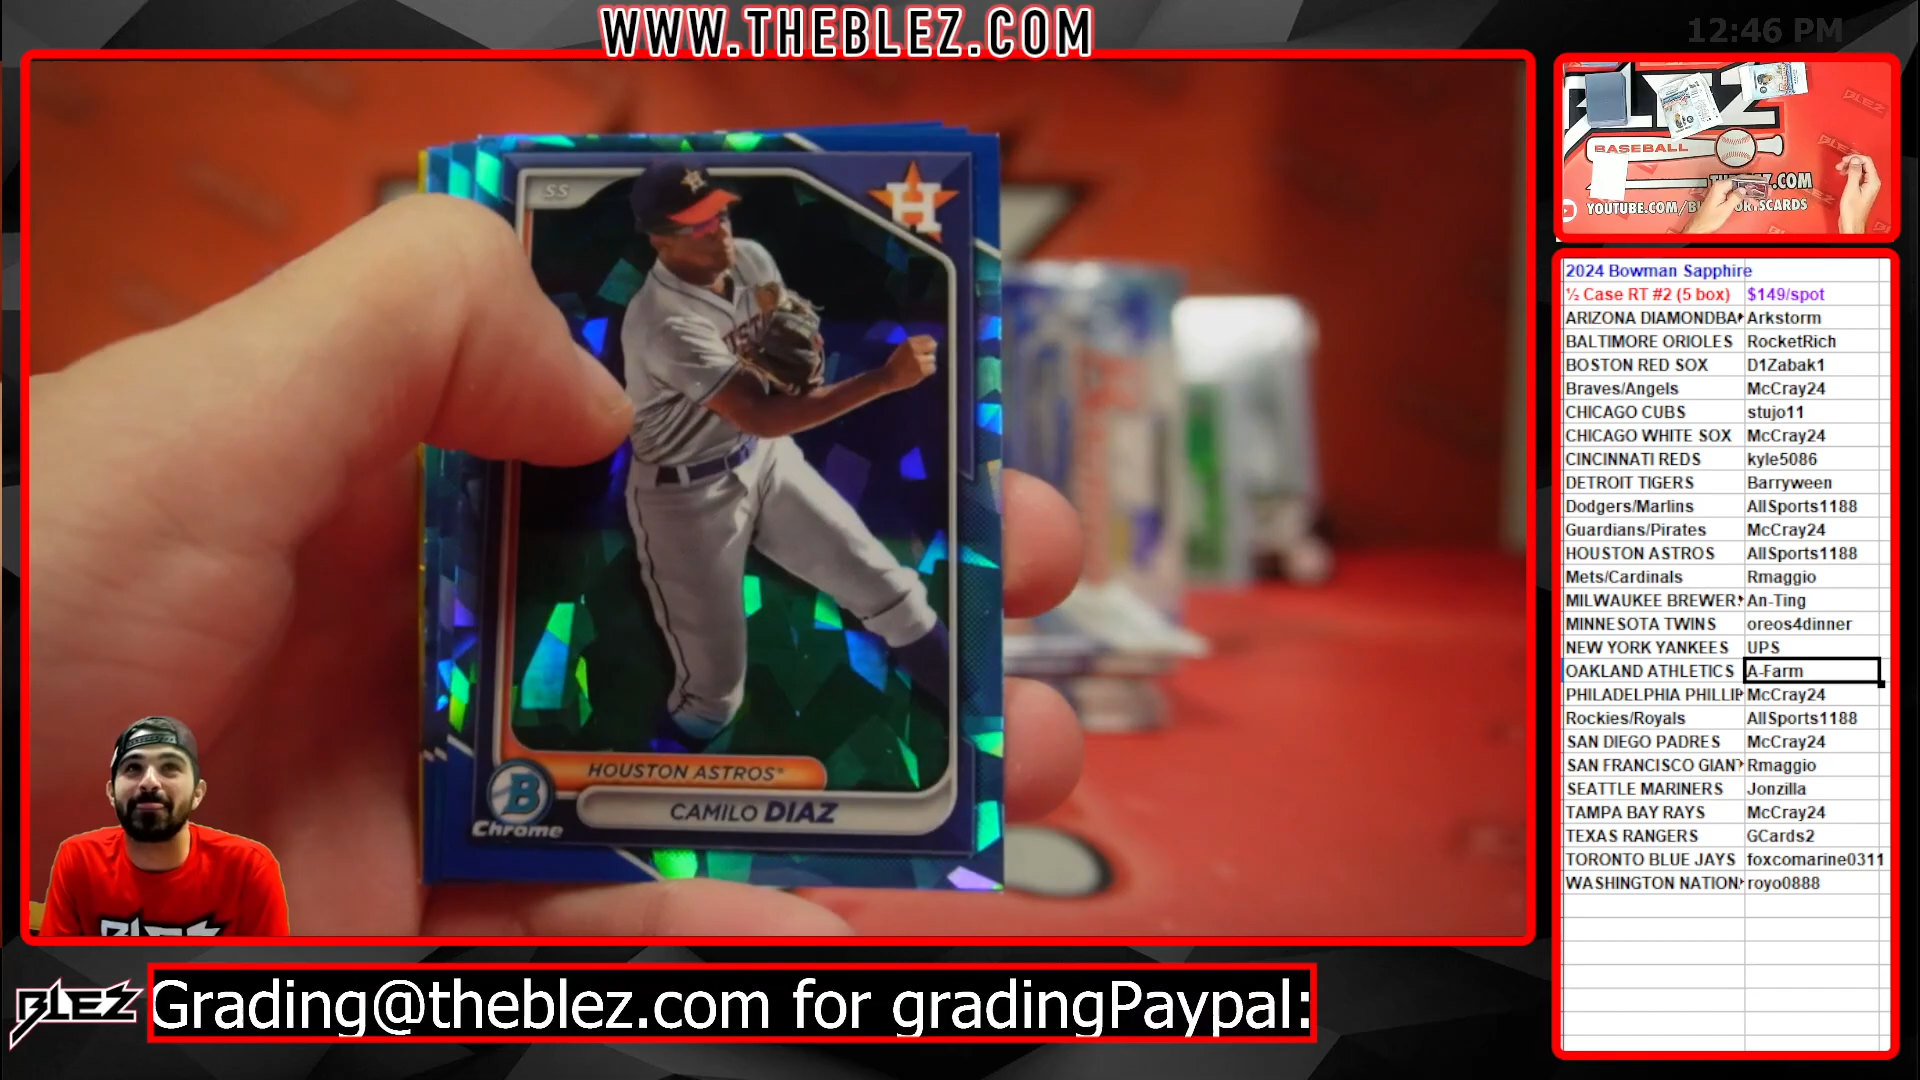 WWW.THEBLEZ.COM
12:46 PM
SS
H
HOUSTON ASTROS
B
Chrome
CAMILO DIAZ
BASEBALL
BLEZ
YOUTUBE.COM/
2024 Bowman Sapphire
½ Case RT #2 (5 box) $149/spot
ARIZONA DIAMONDBA Arkstorm
BALTIMORE ORIOLES RocketRich
BOSTON RED SOX D1Zabak1
Braves/Angels McCray24
CHICAGO CUBS stujo11
CHICAGO WHITE SOX McCray24
CINCINNATI REDS kyle5086
DETROIT TIGERS Barryween
Dodgers/Marlins AllSports1188
Guardians/Pirates McCray24
HOUSTON ASTROS AllSports1188
Mets/Cardinals Rmaggio
MILWAUKEE BREWER An-Ting
MINNESOTA TWINS oreos4dinner
NEW YORK YANKEES UPS
OAKLAND ATHLETICS A-Farm
PHILADELPHIA PHILLIE McCray24
Rockies/Royals AllSports1188
SAN DIEGO PADRES McCray24
SAN FRANCISCO GIAN Rmaggio
SEATTLE MARINERS Jonzilla
TAMPA BAY RAYS McCray24
TEXAS RANGERS GCards2
TORONTO BLUE JAYS foxcomarine0311
WASHINGTON NATION royo0888
BLEZ
Grading@theblez.com for gradingPaypal: